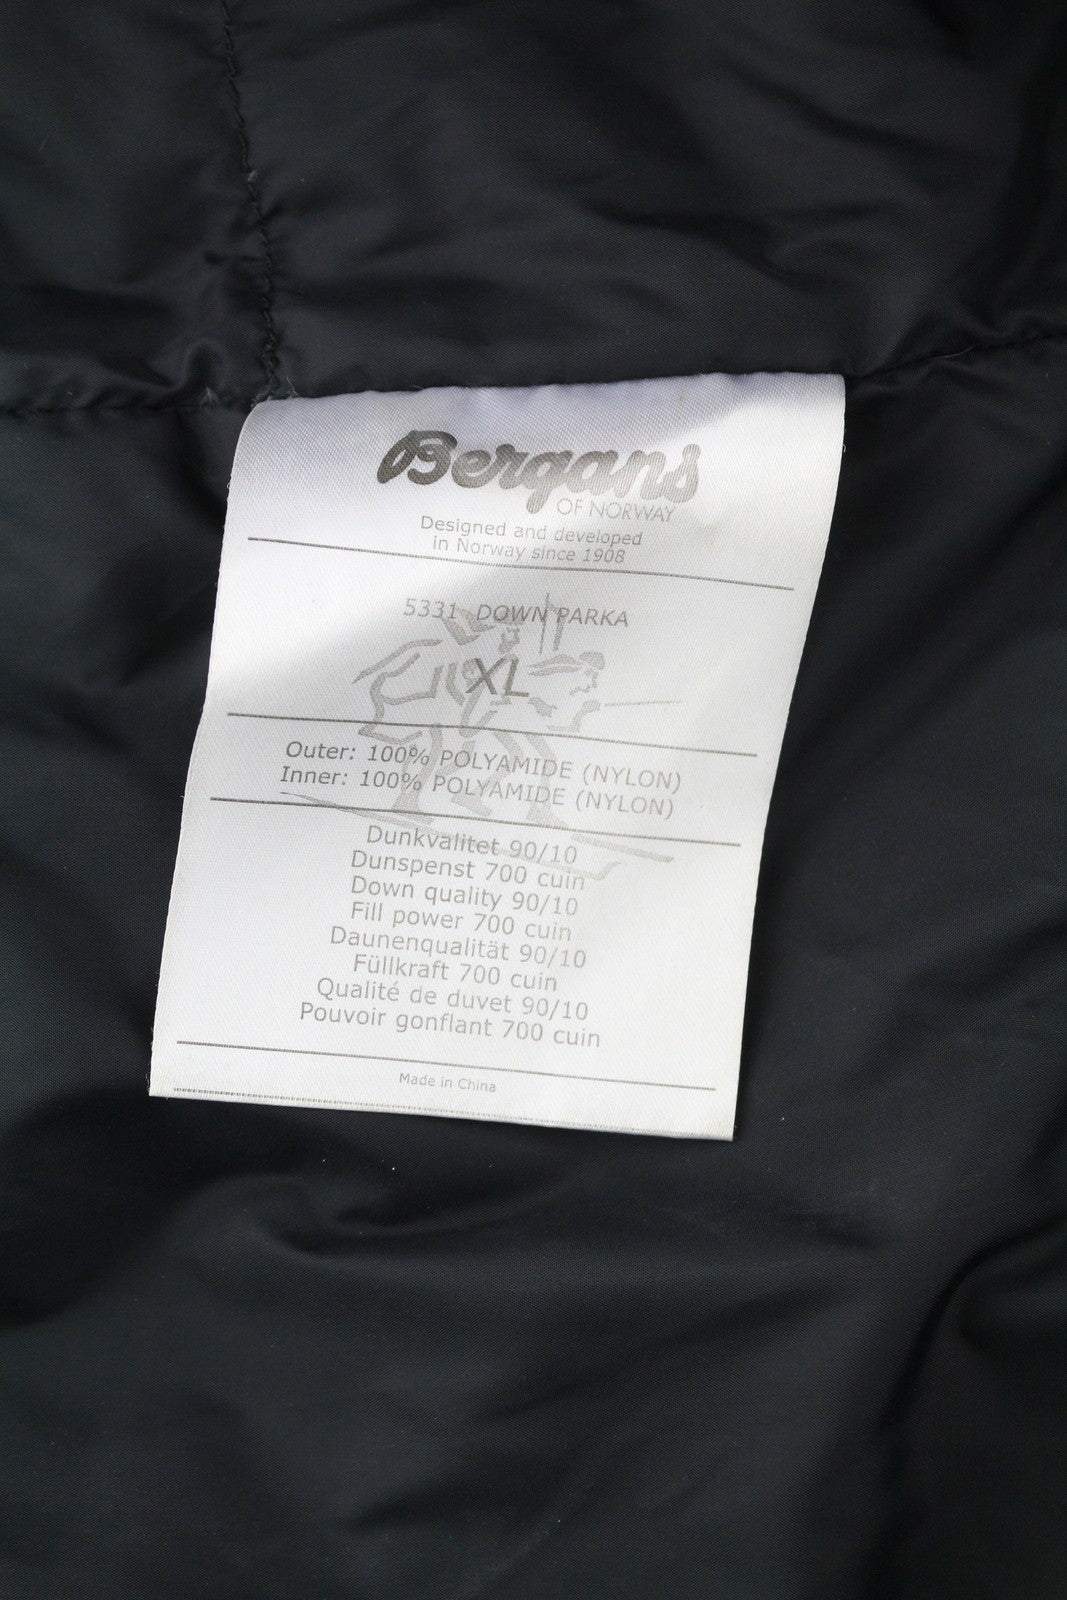 Bergans
OF NORWAY
Designed and developed
in Norway since 1908
5331 DOWN PARKA
XL
Outer: 100% POLYAMIDE (NYLON)
Inner: 100% POLYAMIDE (NYLON)
Dunkvalitet 90/10
Dunspenst 700 cuin
Down quality 90/10
Fill power 700 cuin
Daunenqualität 90/10
Füllkraft 700 cuin
Qualité de duvet 90/10
Pouvoir gonflant 700 cuin
Made in China